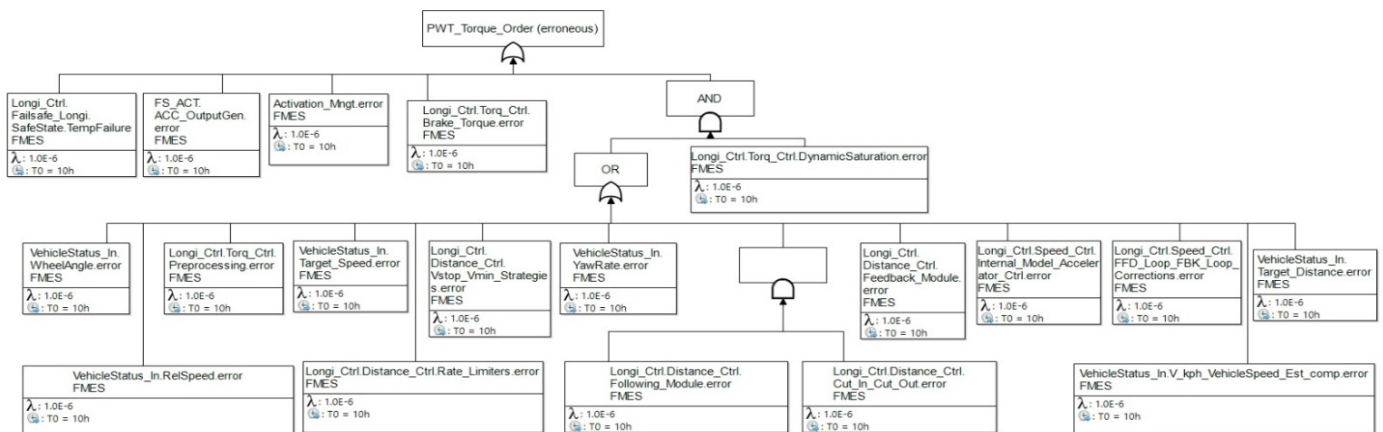 PWT_Torque_Order (erroneous)
Longi_Ctrl.
Failsafe_Longi.
SafeState.TempFailure
FMES
λ: 1.0E-6
: T0 = 10h
FS_ACT.
ACC_OutputGen.
error
FMES
λ: 1.0E-6
: T0 = 10h
Activation_Mngt.error
FMES
λ: 1.0E-6
: T0 = 10h
Longi_Ctrl.Torq_Ctrl.
Brake_Torque.error
FMES
λ: 1.0E-6
: T0 = 10h
AND
OR
Longi_Ctrl.Torq_Ctrl.DynamicSaturation.error
FMES
λ: 1.0E-6
: T0 = 10h
VehicleStatus_In.
WheelAngle.error
FMES
λ: 1.0E-6
: T0 = 10h
Longi_Ctrl.Torq_Ctrl.
Preprocessing.error
FMES
λ: 1.0E-6
: T0 = 10h
VehicleStatus_In.
Target_Speed.error
FMES
λ: 1.0E-6
: T0 = 10h
Longi_Ctrl.
Distance_Ctrl.
Vstop_Vmin_Strategie
s.error
FMES
λ: 1.0E-6
: T0 = 10h
VehicleStatus_In.
YawRate.error
FMES
λ: 1.0E-6
: T0 = 10h
Longi_Ctrl.
Distance_Ctrl.
Feedback_Module.
error
FMES
λ: 1.0E-6
: T0 = 10h
Longi_Ctrl.Speed_Ctrl.
Internal_Model_Acceler
ator_Ctrl.error
FMES
λ: 1.0E-6
: T0 = 10h
Longi_Ctrl.Speed_Ctrl.
FFD_Loop_FBK_Loop_
Corrections.error
FMES
λ: 1.0E-6
: T0 = 10h
VehicleStatus_In.
Target_Distance.error
FMES
λ: 1.0E-6
: T0 = 10h
VehicleStatus_In.RelSpeed.error
FMES
λ: 1.0E-6
: T0 = 10h
Longi_Ctrl.Distance_Ctrl.Rate_Limiters.error
FMES
λ: 1.0E-6
: T0 = 10h
Longi_Ctrl.Distance_Ctrl.
Following_Module.error
FMES
λ: 1.0E-6
: T0 = 10h
Longi_Ctrl.Distance_Ctrl.
Cut_In_Cut_Out.error
FMES
λ: 1.0E-6
: T0 = 10h
VehicleStatus_In.V_kph_VehicleSpeed_Est_comp.error
FMES
λ: 1.0E-6
: T0 = 10h